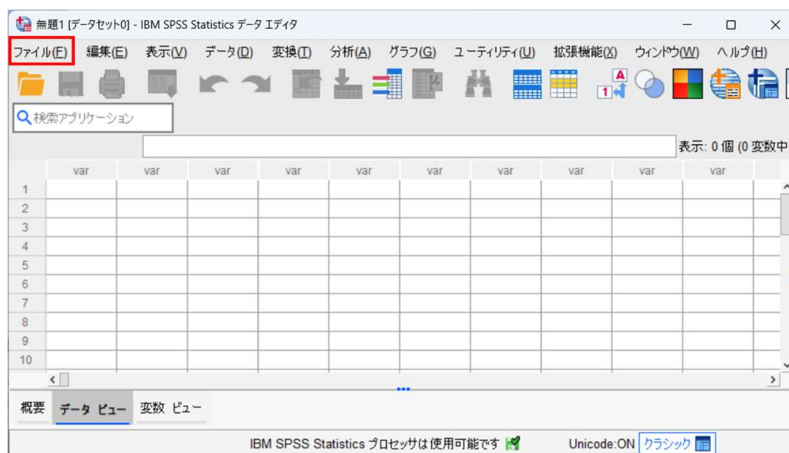 無題1 [データセット0] - IBM SPSS Statistics データ エディタ
ファイル(F) 編集(E) 表示(V) データ(D) 変換(T) 分析(A) グラフ(G) ユーティリティ(U) 拡張機能(X) ウィンドウ(W) ヘルプ(H)
A
1
検索アプリケーション
表示: 0 個 (0 変数中
var var var var var var var var var var
1
2
3
4
5
6
7
8
9
10
概要 データ ビュー 変数 ビュー
IBM SPSS Statistics プロセッサは使用可能です Unicode:ON クラシック